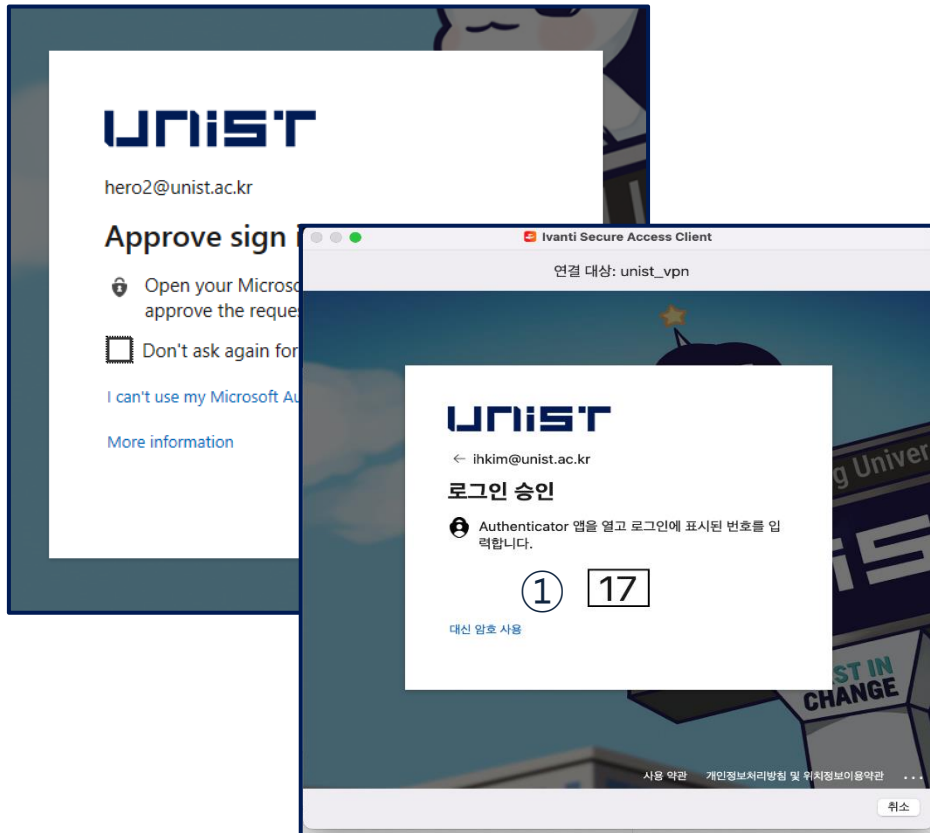 UNIST
hero2@unist.ac.kr
Approve sign i
Open your Microso
approve the reques
Don't ask again for
I can't use my Microsoft Au
More information
Ivanti Secure Access Client
연결 대상: unist_vpn
UNIST
← ihkim@unist.ac.kr
로그인 승인
Authenticator 앱을 열고 로그인에 표시된 번호를 입
력합니다.
① 17
대신 암호 사용
g Univer
ST IN
CHANGE
사용 약관 개인정보처리방침 및 위치정보이용약관 ...
취소